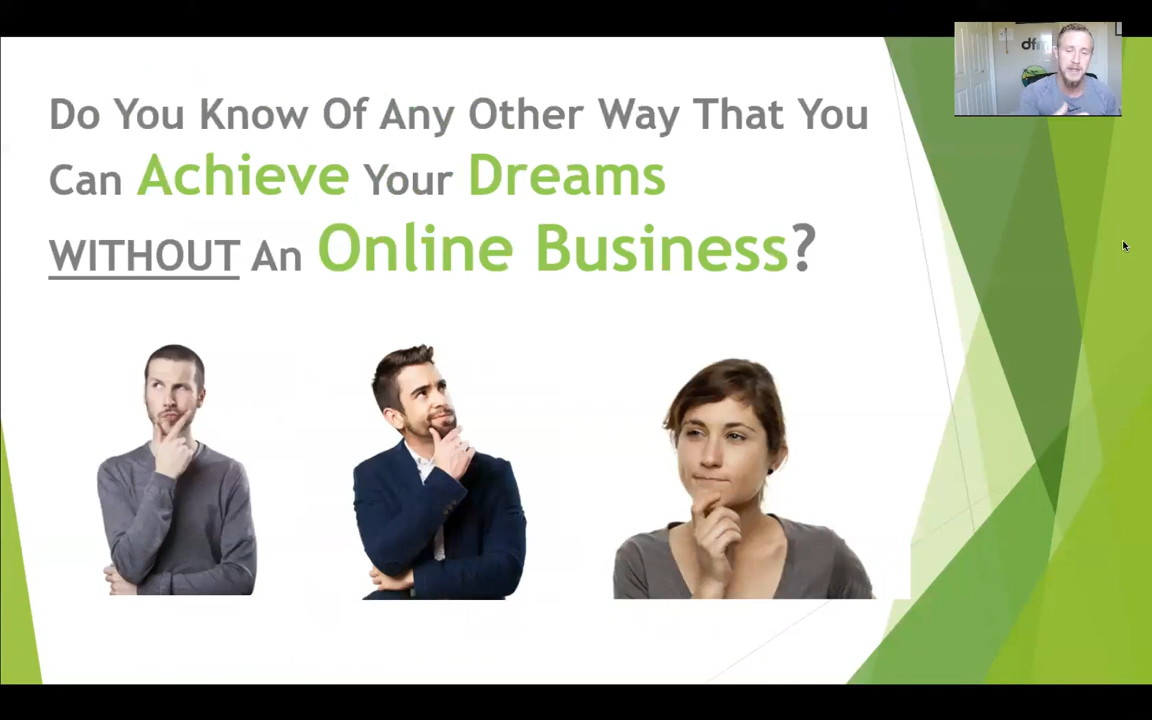 Do You Know Of Any Other Way That You
Can Achieve Your Dreams
WITHOUT An Online Business?